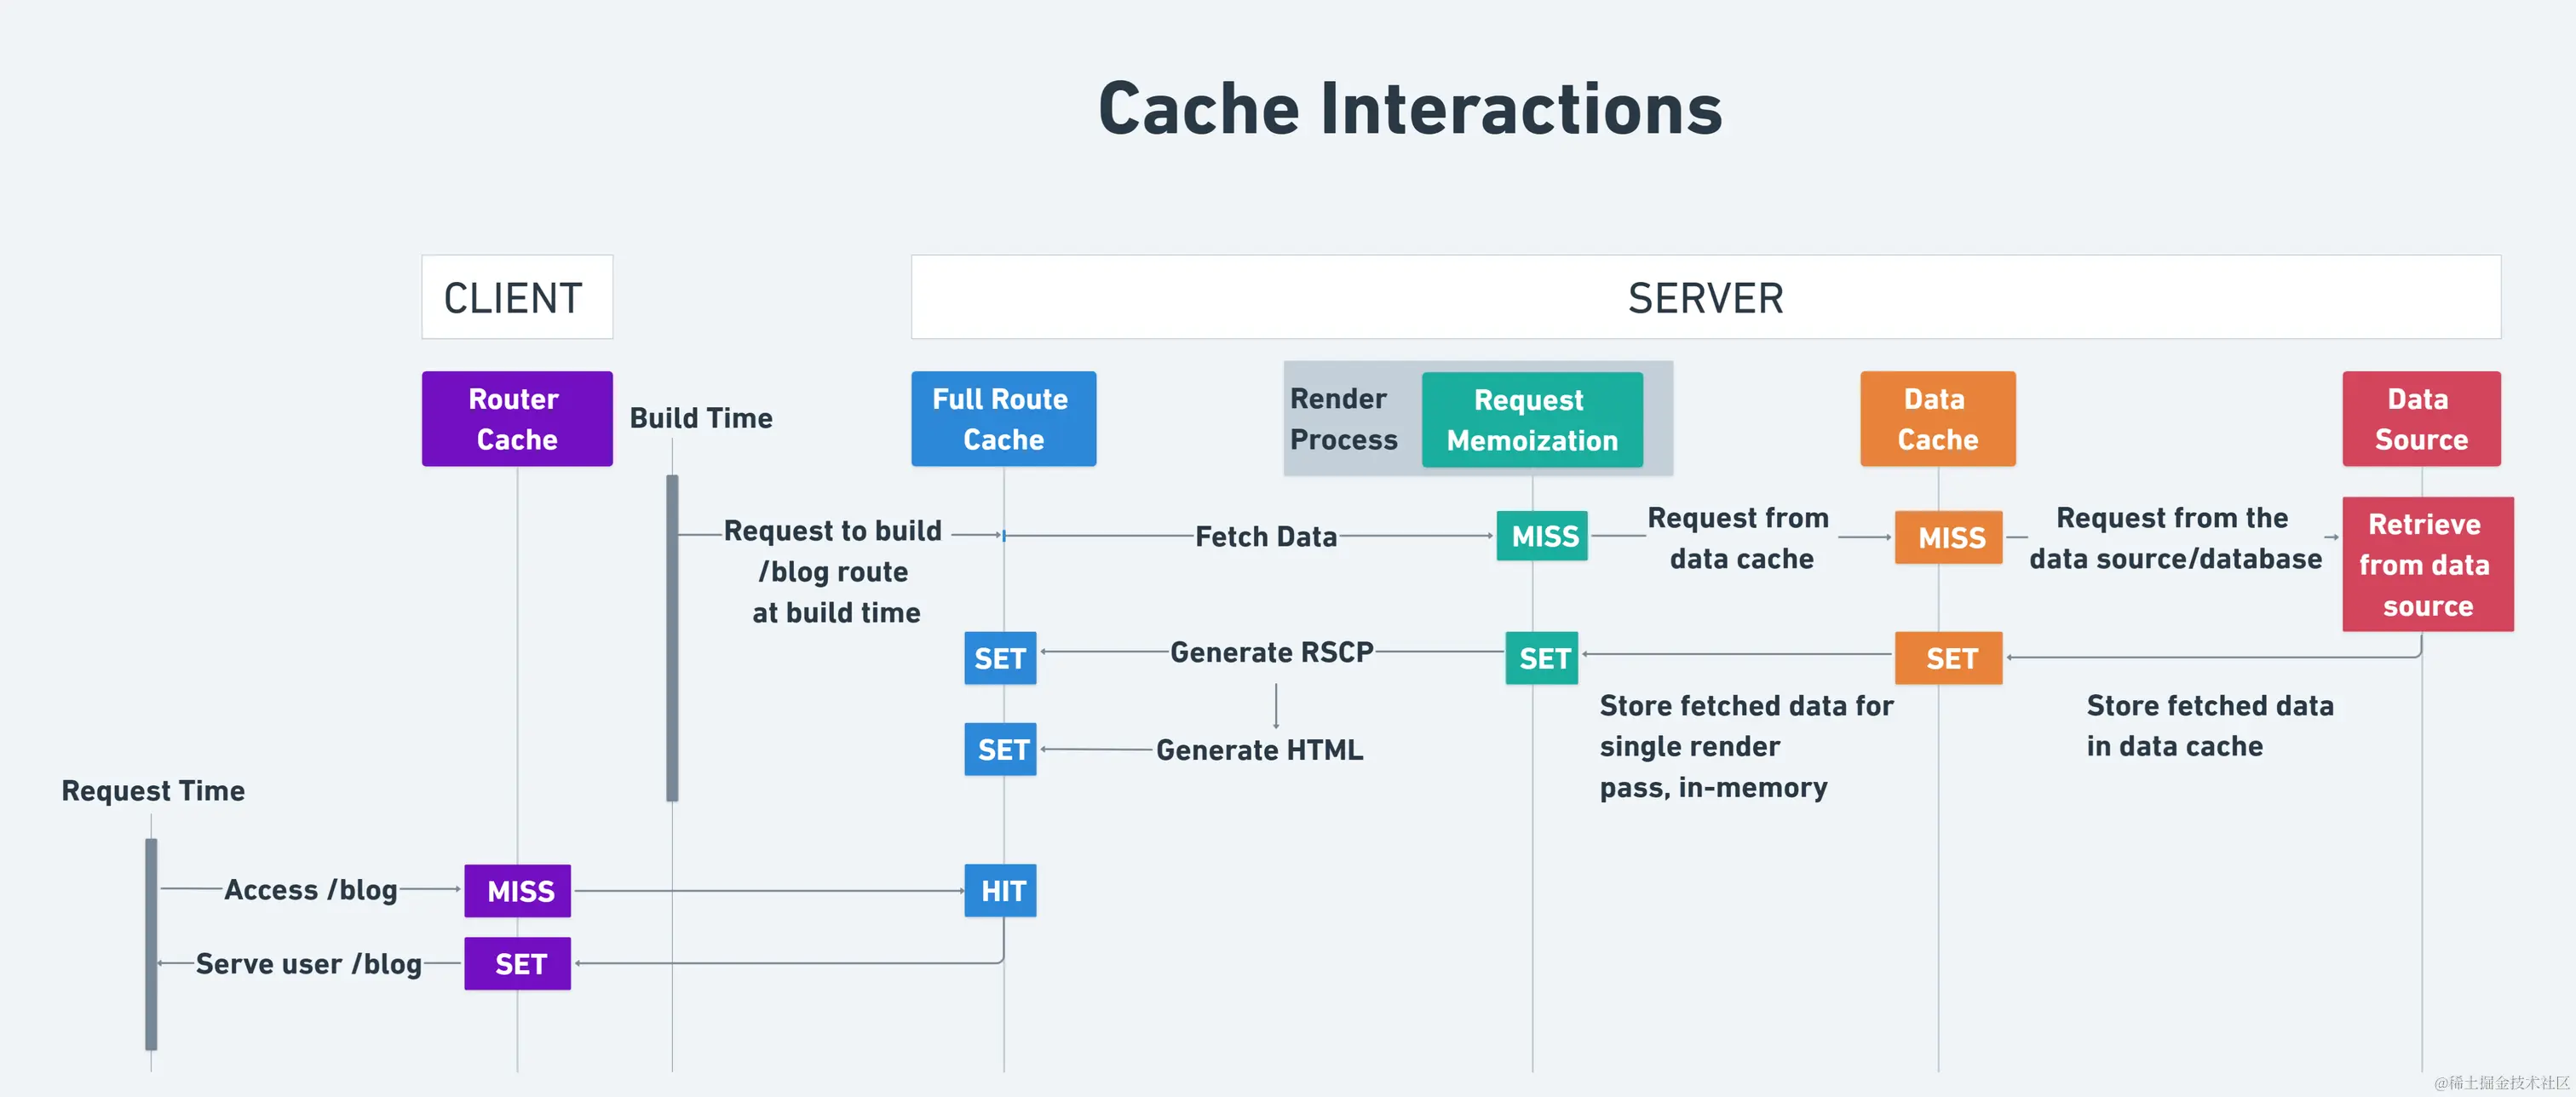 Cache Interactions
CLIENT
SERVER
Router
Cache
Build Time
Full Route
Cache
Render
Process
Request
Memoization
Data
Cache
Data
Source
Request to build
/blog route
at build time
Fetch Data
MISS
Request from
data cache
MISS
Request from the
data source/database
Retrieve
from data
source
SET
Generate RSCP
SET
SET
Store fetched data for
single render
pass, in-memory
Store fetched data
in data cache
SET
Generate HTML
Request Time
Access /blog
MISS
HIT
Serve user /blog
SET
@稀土掘金技术社区